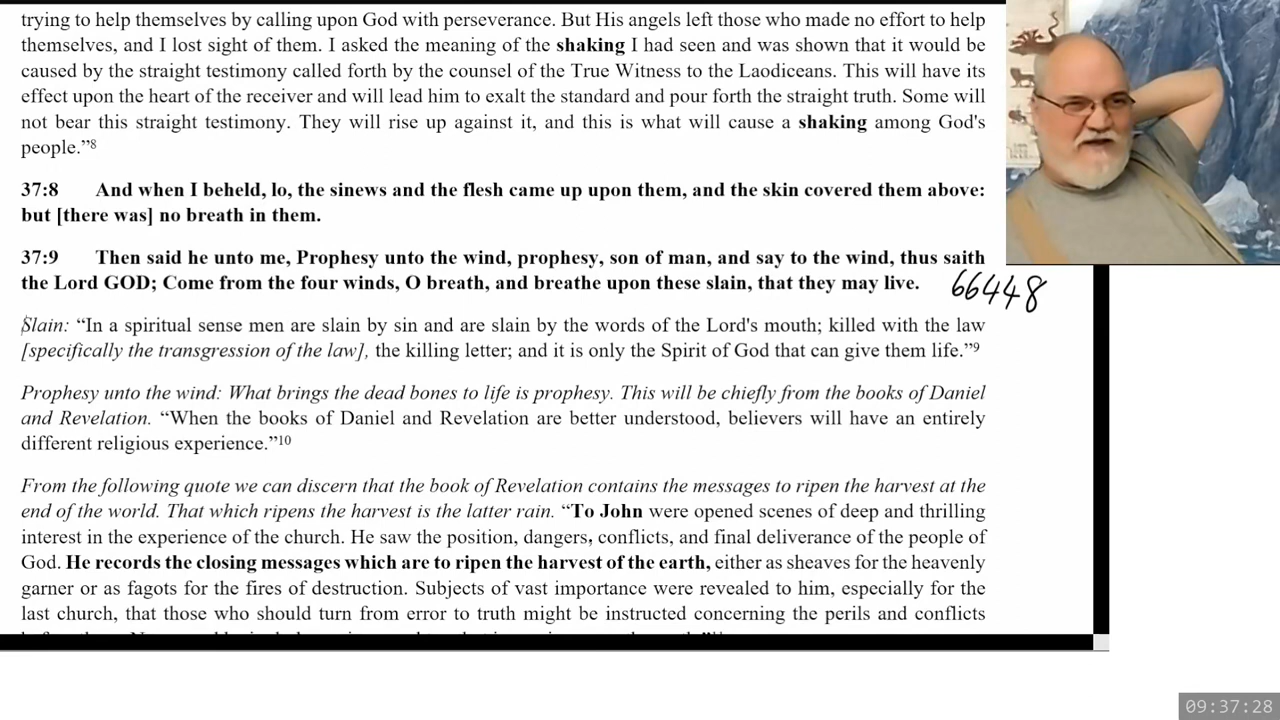 trying to help themselves by calling upon God with perseverance. But His angels left those who made no effort to help
themselves, and I lost sight of them. I asked the meaning of the shaking I had seen and was shown that it would be
caused by the straight testimony called forth by the counsel of the True Witness to the Laodiceans. This will have its
effect upon the heart of the receiver and will lead him to exalt the standard and pour forth the straight truth. Some will
not bear this straight testimony. They will rise up against it, and this is what will cause a shaking among God's
people.”⁸
37:8 And when I beheld, lo, the sinews and the flesh came up upon them, and the skin covered them above:
but [there was] no breath in them.
37:9 Then said he unto me, Prophesy unto the wind, prophesy, son of man, and say to the wind, thus saith
the Lord GOD; Come from the four winds, O breath, and breathe upon these slain, that they may live.
66448
Slain: “In a spiritual sense men are slain by sin and are slain by the words of the Lord's mouth; killed with the law
[specifically the transgression of the law], the killing letter; and it is only the Spirit of God that can give them life.”⁹
Prophesy unto the wind: What brings the dead bones to life is prophesy. This will be chiefly from the books of Daniel
and Revelation. “When the books of Daniel and Revelation are better understood, believers will have an entirely
different religious experience.”¹⁰
From the following quote we can discern that the book of Revelation contains the messages to ripen the harvest at the
end of the world. That which ripens the harvest is the latter rain. “To John were opened scenes of deep and thrilling
interest in the experience of the church. He saw the position, dangers, conflicts, and final deliverance of the people of
God. He records the closing messages which are to ripen the harvest of the earth, either as sheaves for the heavenly
garner or as fagots for the fires of destruction. Subjects of vast importance were revealed to him, especially for the
last church, that those who should turn from error to truth might be instructed concerning the perils and conflicts
09:37:28